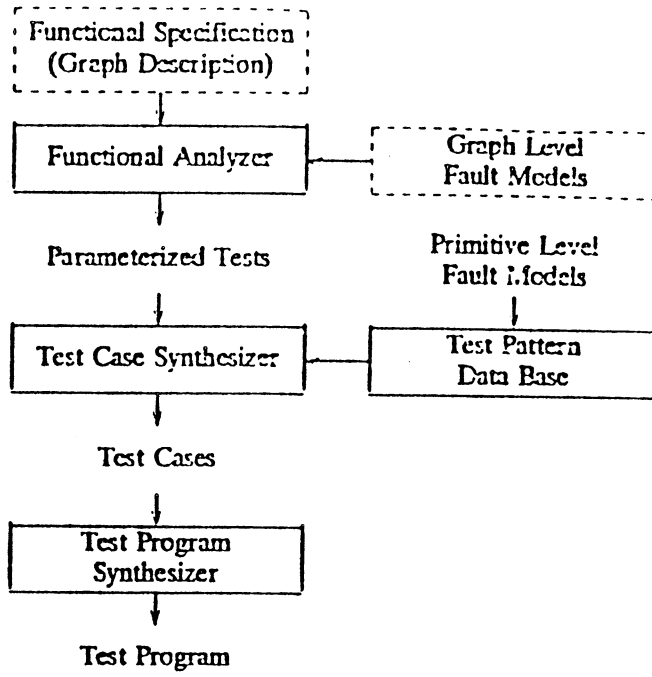 Functional Specification
(Graph Description)
Functional Analyzer
Graph Level
Fault Models
Parameterized Tests
Primitive Level
Fault Models
Test Case Synthesizer
Test Pattern
Data Base
Test Cases
Test Program
Synthesizer
Test Program